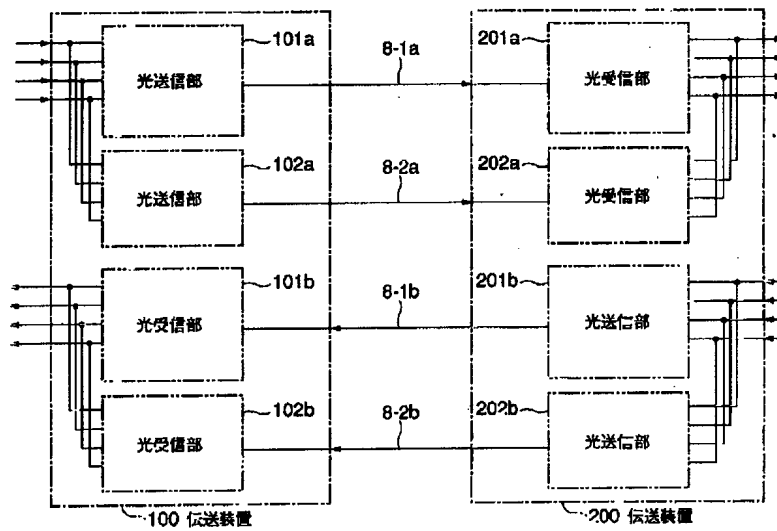 101a
8-1a
201a
光送信部
光受信部
102a
8-2a
202a
光送信部
光受信部
101b
8-1b
201b
光受信部
光送信部
102b
8-2b
202b
光受信部
光送信部
100 伝送装置
200 伝送装置